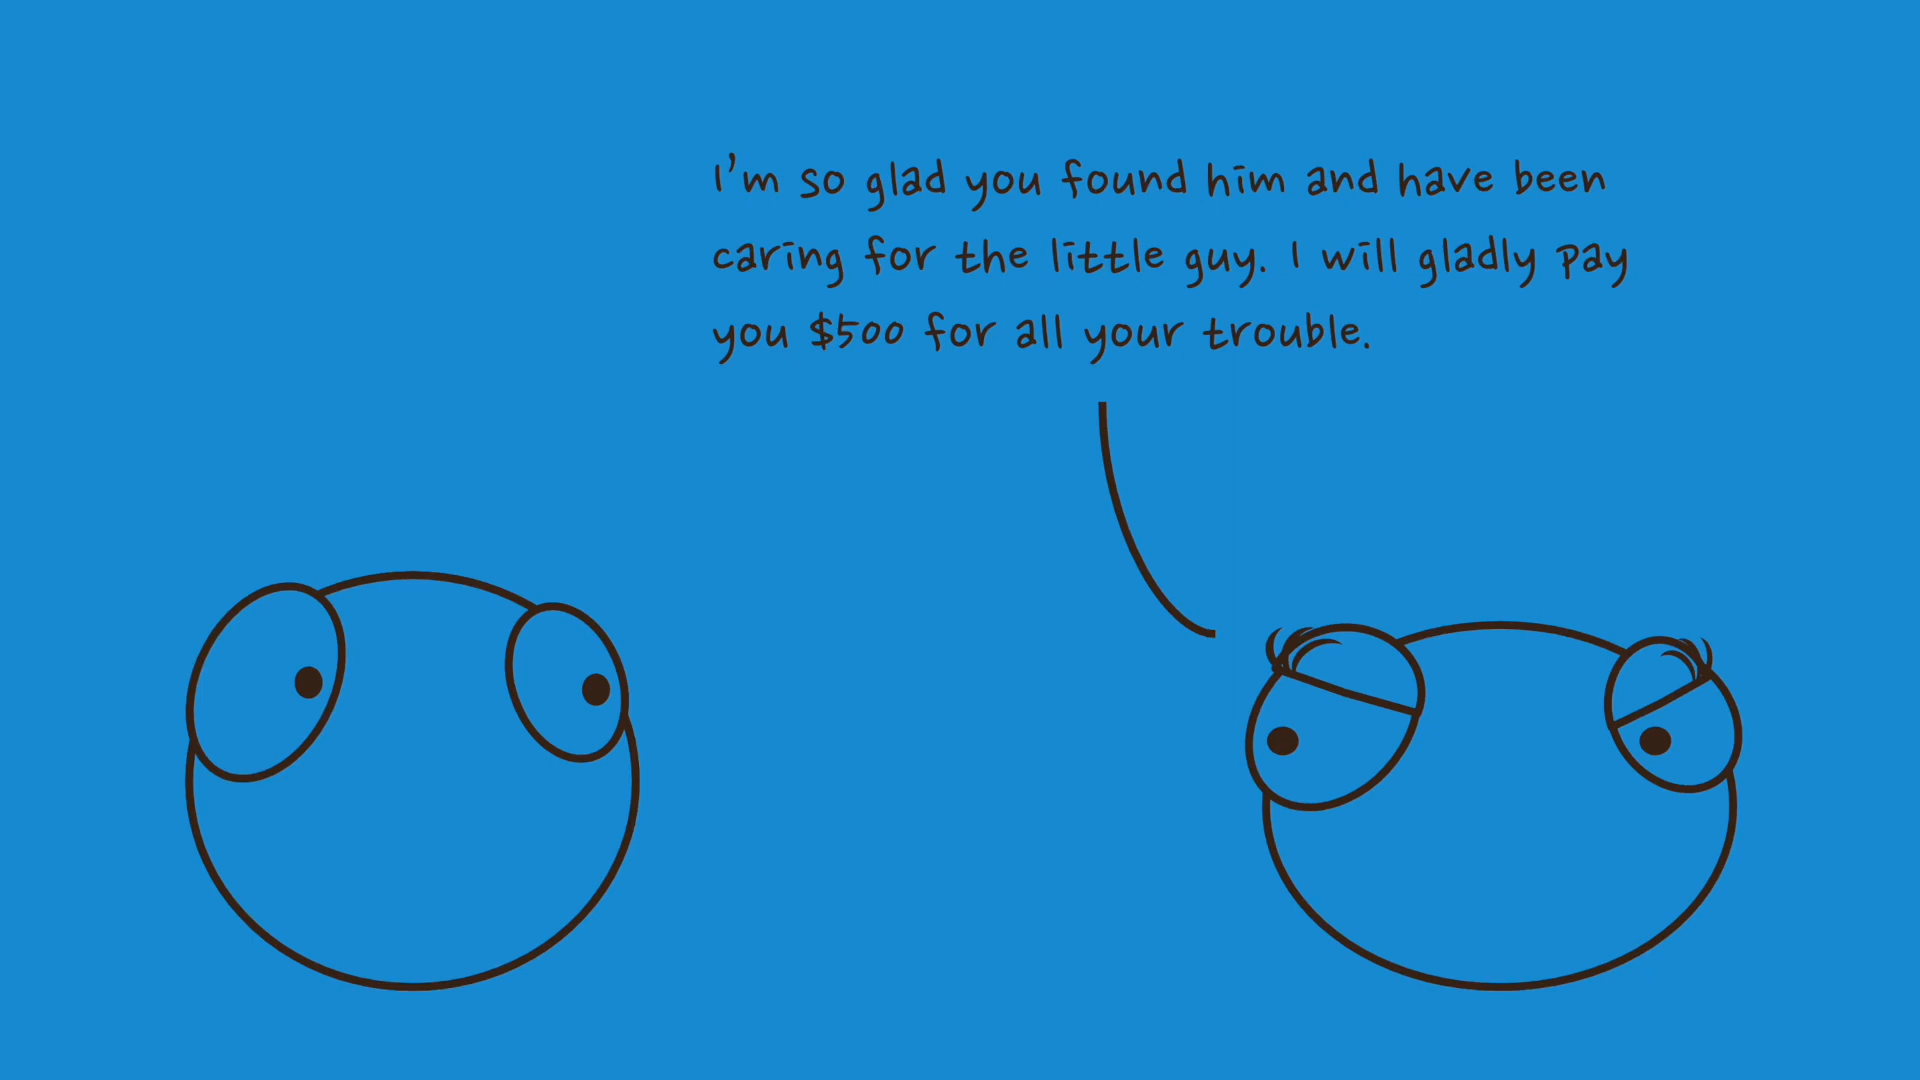 I'm so glad you found him and have been
caring for the little guy. I will gladly pay
you $500 for all your trouble.